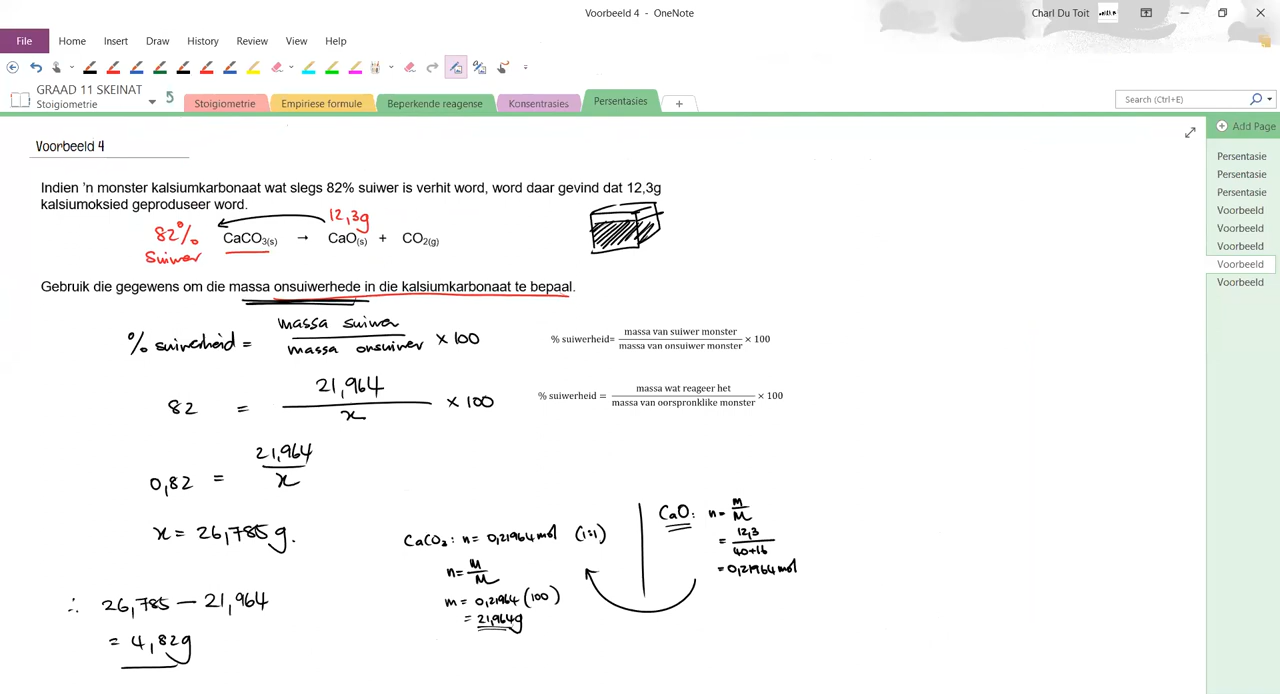 Voorbeeld 4 - OneNote
Charl Du Toit
File Home Insert Draw History Review View Help
GRAAD 11 SKEINAT
Stoigiometrie
Stoigiometrie Empiriese formule Beperkende reagense Konsentrasies Persentasies +
Search (Ctrl+E)
Add Page
Persentasie
Persentasie
Persentasie
Voorbeeld
Voorbeeld
Voorbeeld
Voorbeeld
Voorbeeld
Voorbeeld 4
Indien 'n monster kalsiumkarbonaat wat slegs 82% suiwer is verhit word, word daar gevind dat 12,3g
kalsiumoksied geproduseer word.
12,3g
82% suiwer
CaCO3(s) → CaO(s) + CO2(g)
Gebruik die gegewens om die massa onsuiwerhede in die kalsiumkarbonaat te bepaal.
% suiwerheid = massa suiwer / massa onsuiwer × 100
% suiwerheid= massa van suiwer monster / massa van onsuiwer monster × 100
82 = 21,964 / x × 100
% suiwerheid = massa wat reageer het / massa van oorspronklike monster × 100
0,82 = 21,964 / x
x = 26,785 g.
∴ 26,785 - 21,964
= 4,82g
CaCO3: n = 0,21964 mol (1:1)
n = m/M
m = 0,21964 (100)
= 21,964g
CaO: n = m/M
= 12,3 / 40+16
= 0,21964 mol